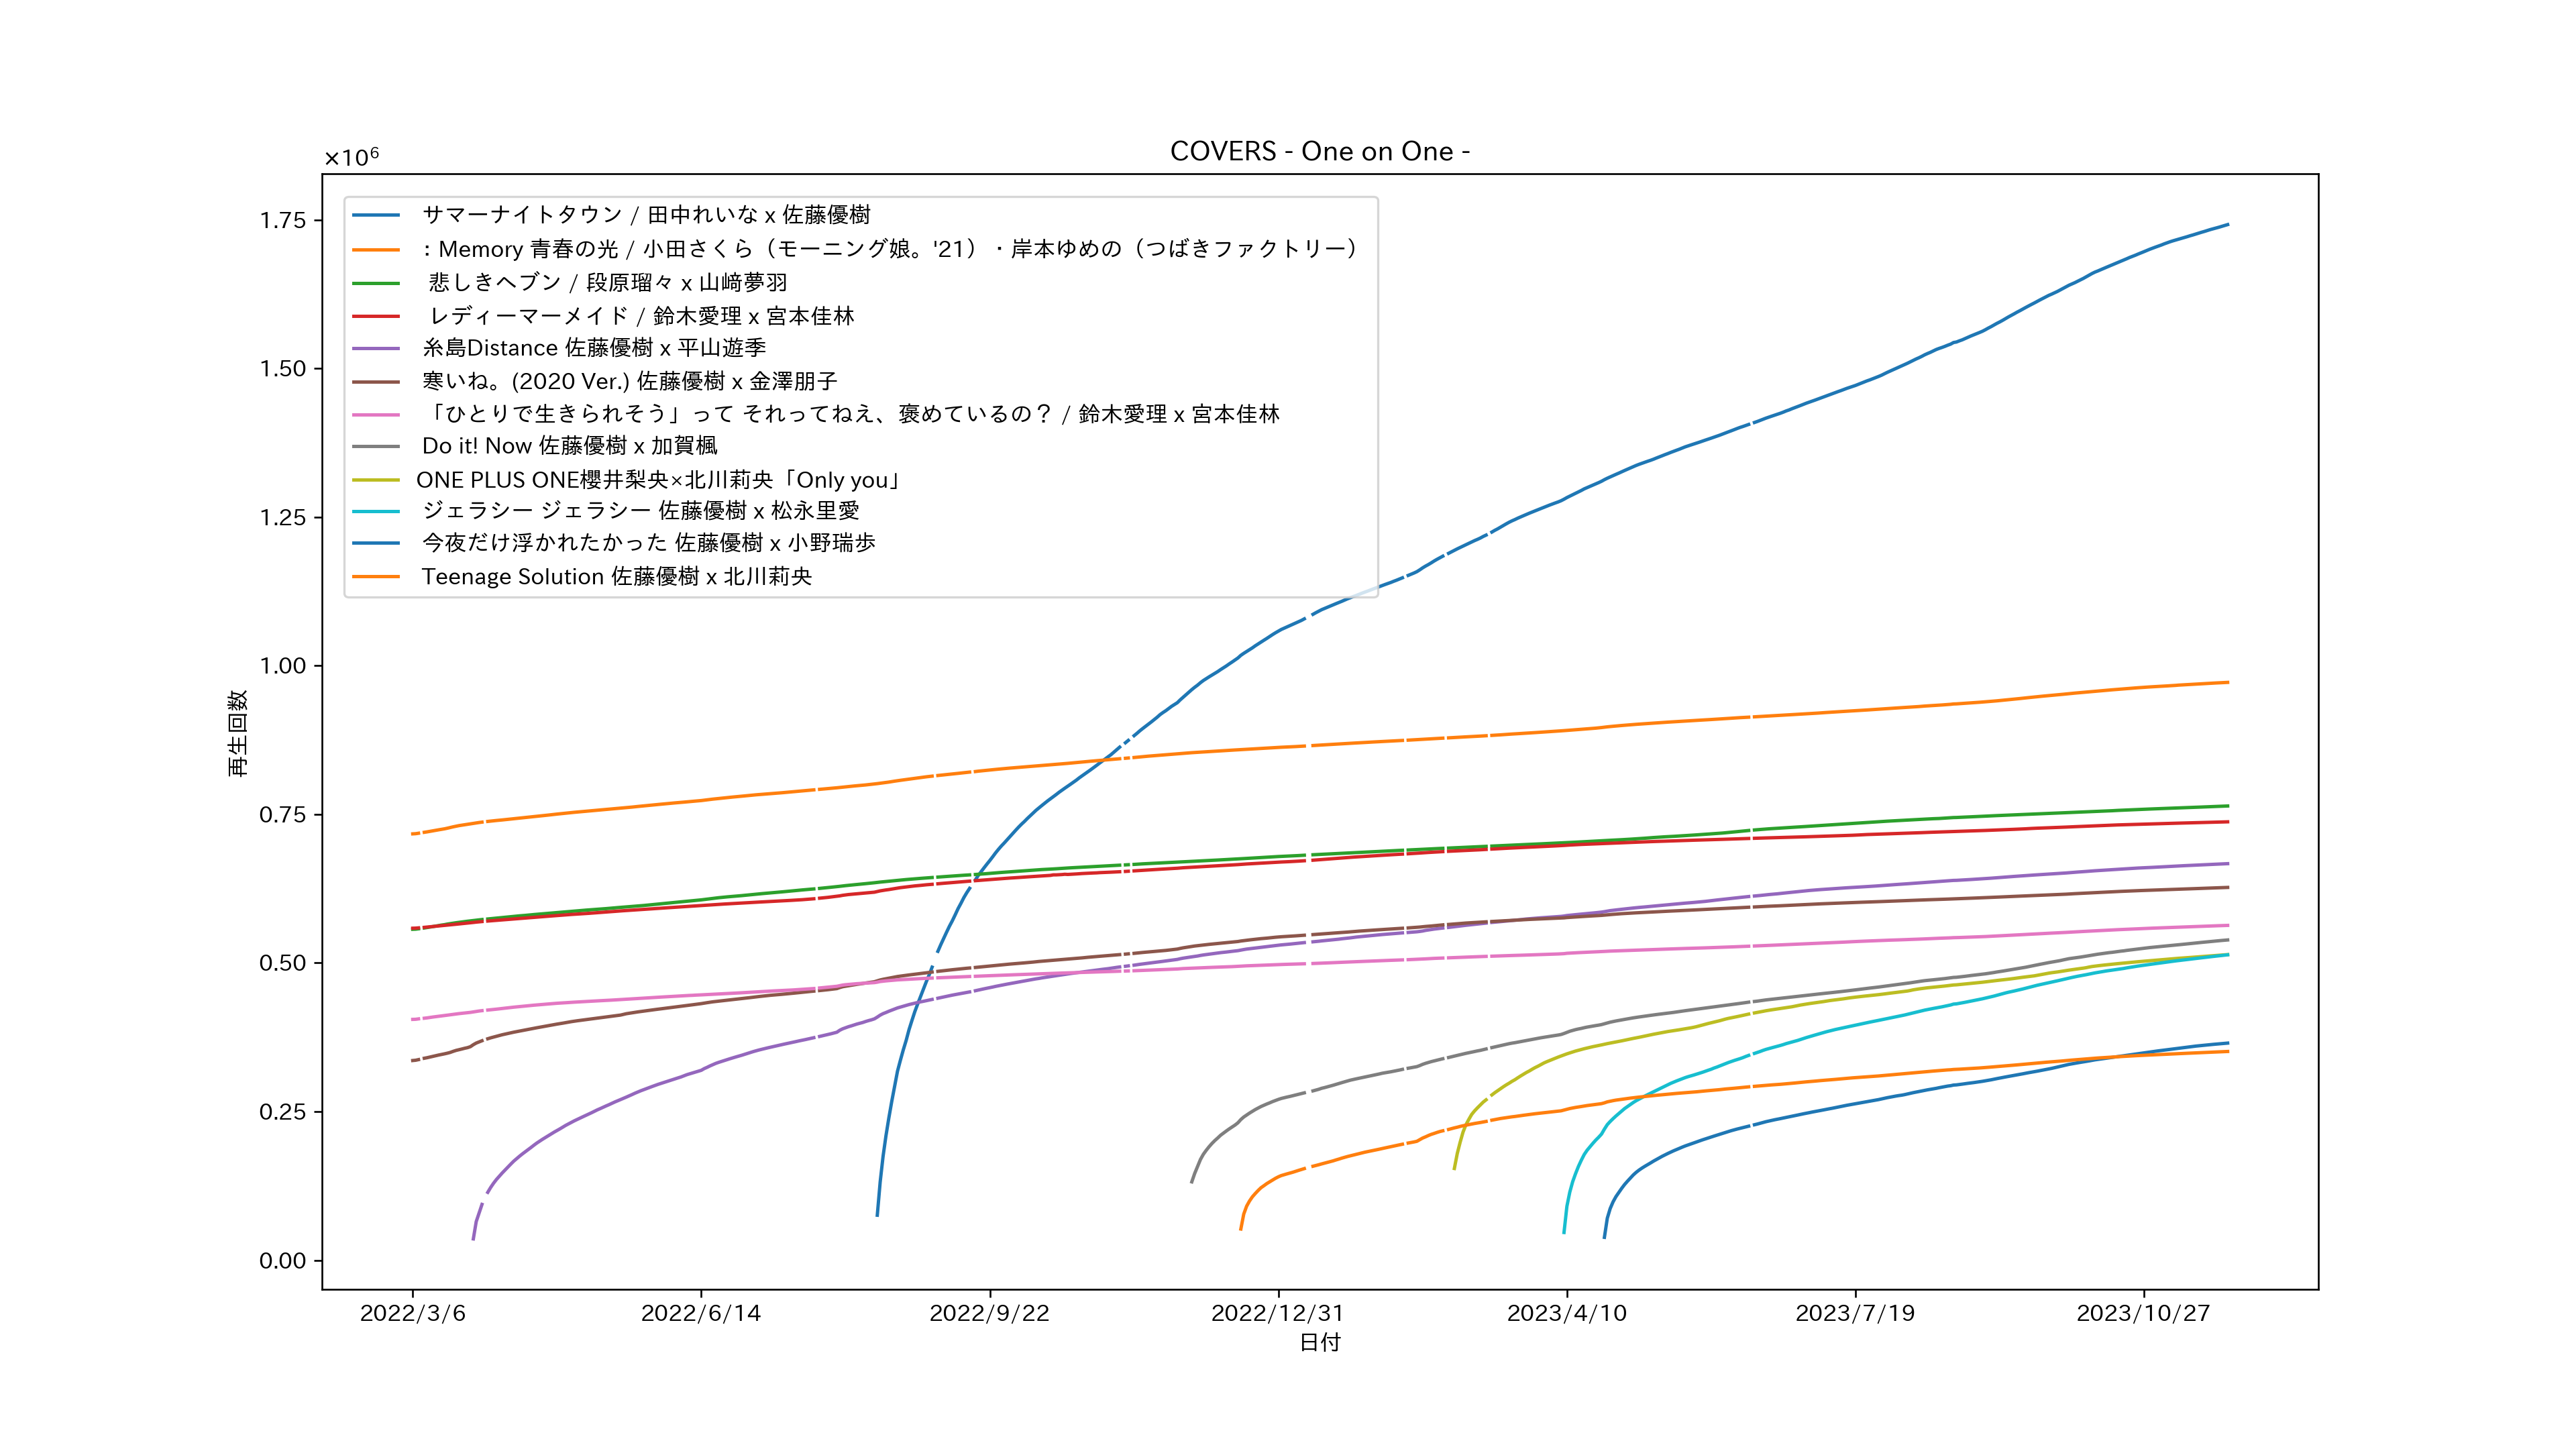 COVERS - One on One -
×10⁶
1.75
1.50
1.25
1.00
0.75
0.50
0.25
0.00
再生回数
サマーナイトタウン / 田中れいな x 佐藤優樹
: Memory 青春の光 / 小田さくら（モーニング娘。'21）・岸本ゆめの（つばきファクトリー）
悲しきヘブン / 段原瑠々 x 山﨑夢羽
レディーマーメイド / 鈴木愛理 x 宮本佳林
糸島Distance 佐藤優樹 x 平山遊季
寒いね。(2020 Ver.) 佐藤優樹 x 金澤朋子
「ひとりで生きられそう」って それってねえ、褒めているの？ / 鈴木愛理 x 宮本佳林
Do it! Now 佐藤優樹 x 加賀楓
ONE PLUS ONE櫻井梨央×北川莉央「Only you」
ジェラシー ジェラシー 佐藤優樹 x 松永里愛
今夜だけ浮かれたかった 佐藤優樹 x 小野瑞歩
Teenage Solution 佐藤優樹 x 北川莉央
2022/3/6 2022/6/14 2022/9/22 2022/12/31 2023/4/10 2023/7/19 2023/10/27
日付